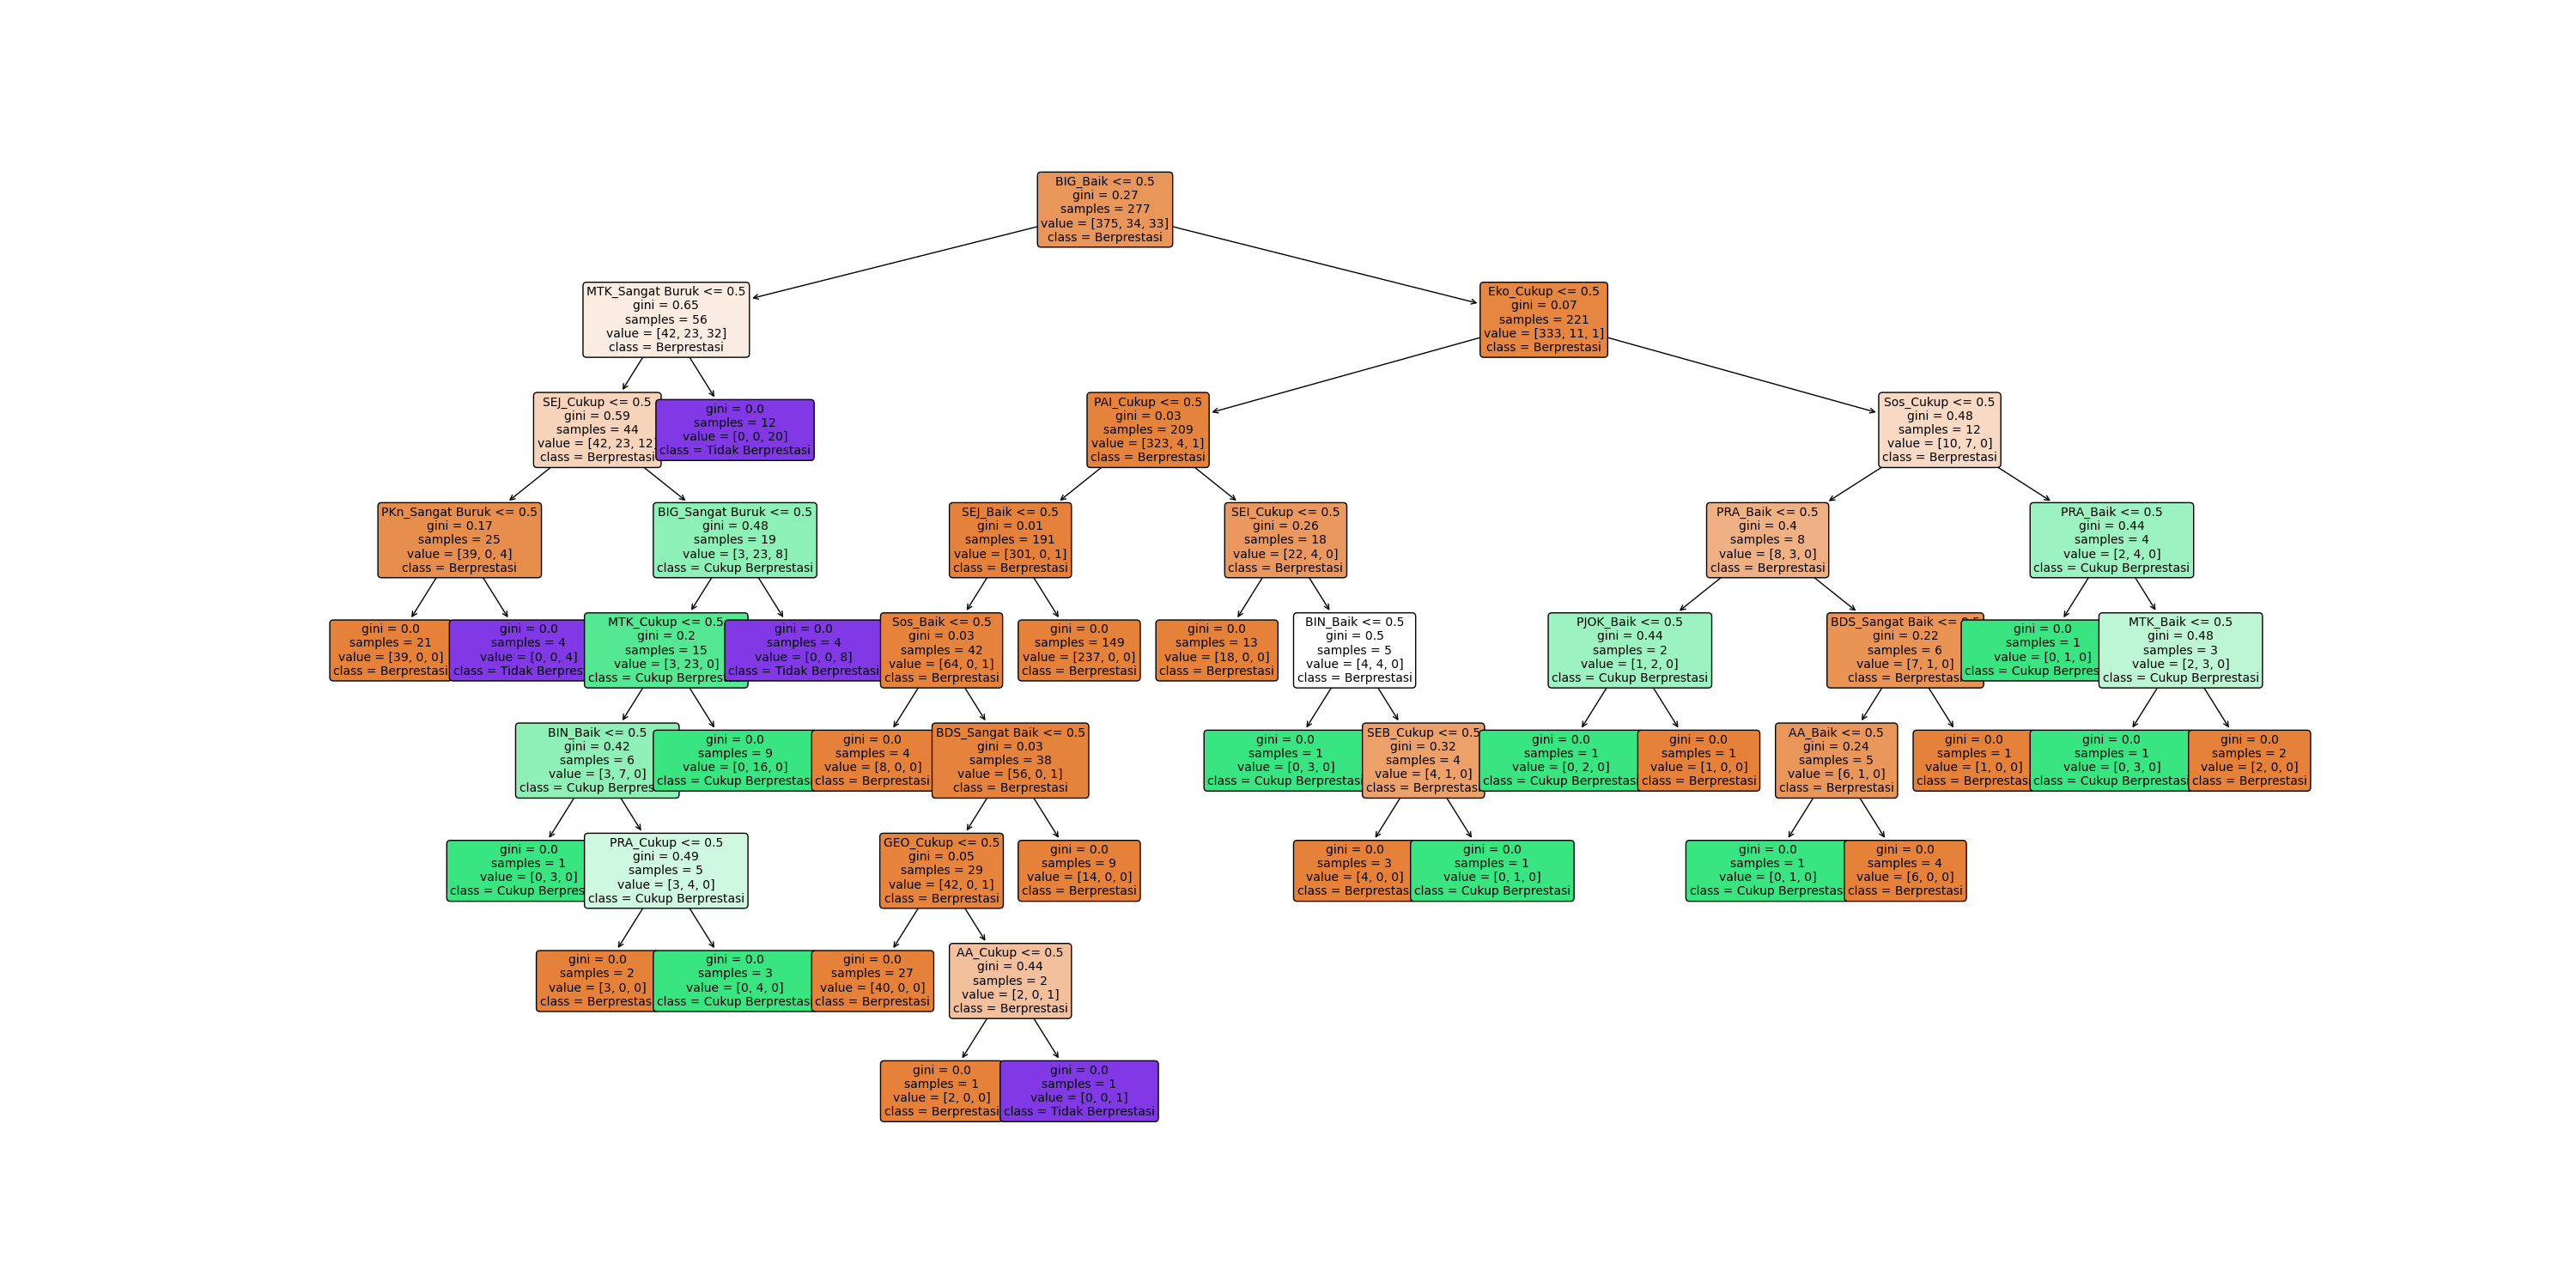 BIG_Baik <= 0.5
gini = 0.27
samples = 277
value = [375, 34, 33]
class = Berprestasi
MTK_Sangat Buruk <= 0.5
gini = 0.65
samples = 56
value = [42, 23, 32]
class = Berprestasi
Eko_Cukup <= 0.5
gini = 0.07
samples = 221
value = [333, 11, 1]
class = Berprestasi
SEJ_Cukup <= 0.5
gini = 0.59
samples = 44
value = [42, 23, 12]
class = Berprestasi
gini = 0.0
samples = 12
value = [0, 0, 20]
class = Tidak Berprestasi
PAI_Cukup <= 0.5
gini = 0.03
samples = 209
value = [323, 4, 1]
class = Berprestasi
Sos_Cukup <= 0.5
gini = 0.48
samples = 12
value = [10, 7, 0]
class = Berprestasi
PKn_Sangat Buruk <= 0.5
gini = 0.17
samples = 25
value = [39, 0, 4]
class = Berprestasi
BIG_Sangat Buruk <= 0.5
gini = 0.48
samples = 19
value = [3, 23, 8]
class = Cukup Berprestasi
SEJ_Baik <= 0.5
gini = 0.01
samples = 191
value = [301, 0, 1]
class = Berprestasi
SEI_Cukup <= 0.5
gini = 0.26
samples = 18
value = [22, 4, 0]
class = Berprestasi
PRA_Baik <= 0.5
gini = 0.4
samples = 8
value = [8, 3, 0]
class = Berprestasi
PRA_Baik <= 0.5
gini = 0.44
samples = 4
value = [2, 4, 0]
class = Cukup Berprestasi
gini = 0.0
samples = 21
value = [39, 0, 0]
class = Berprestasi
gini = 0.0
samples = 4
value = [0, 0, 4]
class = Tidak Berpres
MTK_Cukup <= 0.5
gini = 0.2
samples = 15
value = [3, 23, 0]
class = Cukup Berprest
gini = 0.0
samples = 4
value = [0, 0, 8]
class = Tidak Berprestasi
Sos_Baik <= 0.5
gini = 0.03
samples = 42
value = [64, 0, 1]
class = Berprestasi
gini = 0.0
samples = 149
value = [237, 0, 0]
class = Berprestasi
gini = 0.0
samples = 13
value = [18, 0, 0]
class = Berprestasi
BIN_Baik <= 0.5
gini = 0.5
samples = 5
value = [4, 4, 0]
class = Berprestasi
PJOK_Baik <= 0.5
gini = 0.44
samples = 2
value = [1, 2, 0]
class = Cukup Berprestasi
BDS_Sangat Baik <= 0.5
gini = 0.22
samples = 6
value = [7, 1, 0]
class = Berprestasi
gini = 0.0
samples = 1
value = [0, 1, 0]
class = Cukup Berpres
MTK_Baik <= 0.5
gini = 0.48
samples = 3
value = [2, 3, 0]
class = Cukup Berprestasi
BIN_Baik <= 0.5
gini = 0.42
samples = 6
value = [3, 7, 0]
class = Cukup Berpres
gini = 0.0
samples = 9
value = [0, 16, 0]
class = Cukup Berprestasi
gini = 0.0
samples = 4
value = [8, 0, 0]
class = Berprestasi
BDS_Sangat Baik <= 0.5
gini = 0.03
samples = 38
value = [56, 0, 1]
class = Berprestasi
gini = 0.0
samples = 1
value = [0, 3, 0]
class = Cukup Berprestasi
SEB_Cukup <= 0.5
gini = 0.32
samples = 4
value = [4, 1, 0]
class = Berprestasi
gini = 0.0
samples = 1
value = [0, 2, 0]
class = Cukup Berprestasi
gini = 0.0
samples = 1
value = [1, 0, 0]
class = Berprestasi
AA_Baik <= 0.5
gini = 0.24
samples = 5
value = [6, 1, 0]
class = Berprestasi
gini = 0.0
samples = 1
value = [1, 0, 0]
class = Berprestasi
gini = 0.0
samples = 1
value = [0, 3, 0]
class = Cukup Berprestasi
gini = 0.0
samples = 2
value = [2, 0, 0]
class = Berprestasi
gini = 0.0
samples = 1
value = [0, 3, 0]
class = Cukup Berpres
PRA_Cukup <= 0.5
gini = 0.49
samples = 5
value = [3, 4, 0]
class = Cukup Berprestasi
GEO_Cukup <= 0.5
gini = 0.05
samples = 29
value = [42, 0, 1]
class = Berprestasi
gini = 0.0
samples = 9
value = [14, 0, 0]
class = Berprestasi
gini = 0.0
samples = 3
value = [4, 0, 0]
class = Berprestas
gini = 0.0
samples = 1
value = [0, 1, 0]
class = Cukup Berprestasi
gini = 0.0
samples = 1
value = [0, 1, 0]
class = Cukup Berprestas
gini = 0.0
samples = 4
value = [6, 0, 0]
class = Berprestasi
gini = 0.0
samples = 2
value = [3, 0, 0]
class = Berprestas
gini = 0.0
samples = 3
value = [0, 4, 0]
class = Cukup Berprestasi
gini = 0.0
samples = 27
value = [40, 0, 0]
class = Berprestasi
AA_Cukup <= 0.5
gini = 0.44
samples = 2
value = [2, 0, 1]
class = Berprestasi
gini = 0.0
samples = 1
value = [2, 0, 0]
class = Berprestasi
gini = 0.0
samples = 1
value = [0, 0, 1]
class = Tidak Berprestasi